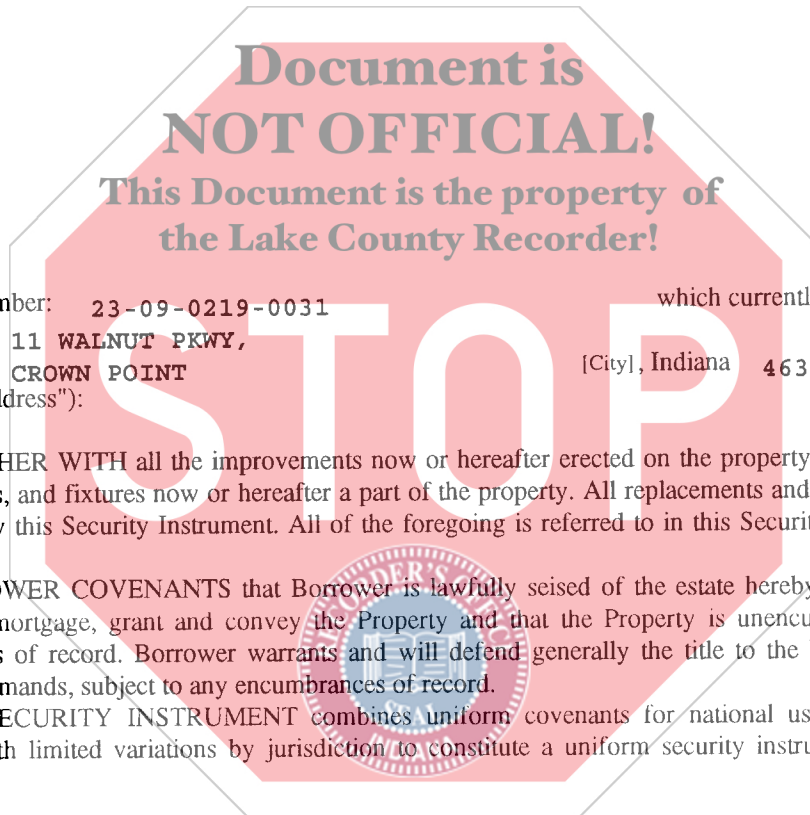 Document is
NOT OFFICIAL!
This Document is the property of
the Lake County Recorder!
mber: 23-09-0219-0031 which currentl
11 WALNUT PKWY,
CROWN POINT [City], Indiana 463
dress"):
STOP
HER WITH all the improvements now or hereafter erected on the property
s, and fixtures now or hereafter a part of the property. All replacements and
y this Security Instrument. All of the foregoing is referred to in this Securit
OWER COVENANTS that Borrower is lawfully seised of the estate hereby
mortgage, grant and convey the Property and that the Property is unencu
s of record. Borrower warrants and will defend generally the title to the
mands, subject to any encumbrances of record.
ECURITY INSTRUMENT combines uniform covenants for national us
th limited variations by jurisdiction to constitute a uniform security instru
RECORDER'S OFFICE
SEAL
INDIANA